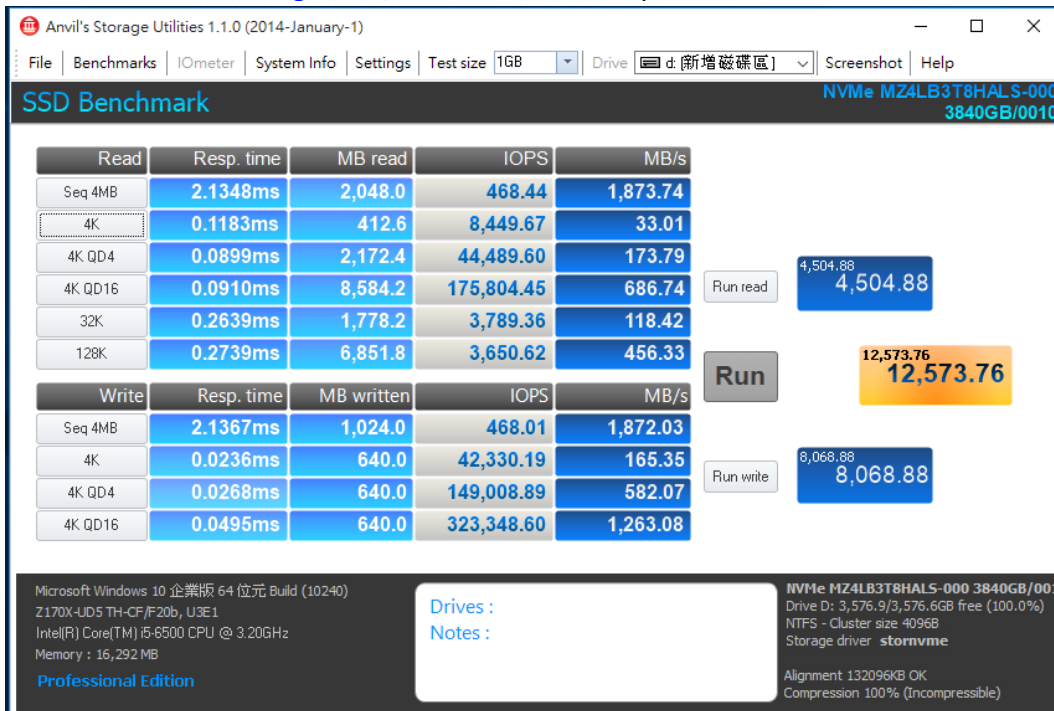 Anvil's Storage Utilities 1.1.0 (2014-January-1)
File Benchmarks IOmeter System Info Settings Test size 1GB Drive d: [新增磁碟區] Screenshot Help
SSD Benchmark
NVMe MZ4LB3T8HALS-000
3840GB/0010
Read Resp. time MB read IOPS MB/s
Seq 4MB 2.1348ms 2,048.0 468.44 1,873.74
4K 0.1183ms 412.6 8,449.67 33.01
4K QD4 0.0899ms 2,172.4 44,489.60 173.79
4K QD16 0.0910ms 8,584.2 175,804.45 686.74
32K 0.2639ms 1,778.2 3,789.36 118.42
128K 0.2739ms 6,851.8 3,650.62 456.33
Run read
4,504.88
4,504.88
Run
12,573.76
12,573.76
Write Resp. time MB written IOPS MB/s
Seq 4MB 2.1367ms 1,024.0 468.01 1,872.03
4K 0.0236ms 640.0 42,330.19 165.35
4K QD4 0.0268ms 640.0 149,008.89 582.07
4K QD16 0.0495ms 640.0 323,348.60 1,263.08
Run write
8,068.88
8,068.88
Microsoft Windows 10 企業版 64 位元 Build (10240)
Z170X-UD5 TH-CF/F20b, U3E1
Intel(R) Core(TM) i5-6500 CPU @ 3.20GHz
Memory : 16,292 MB
Professional Edition
Drives :
Notes :
NVMe MZ4LB3T8HALS-000 3840GB/001
Drive D: 3,576.9/3,576.6GB free (100.0%)
NTFS - Cluster size 4096B
Storage driver stornvme
Alignment 132096KB OK
Compression 100% (Incompressible)